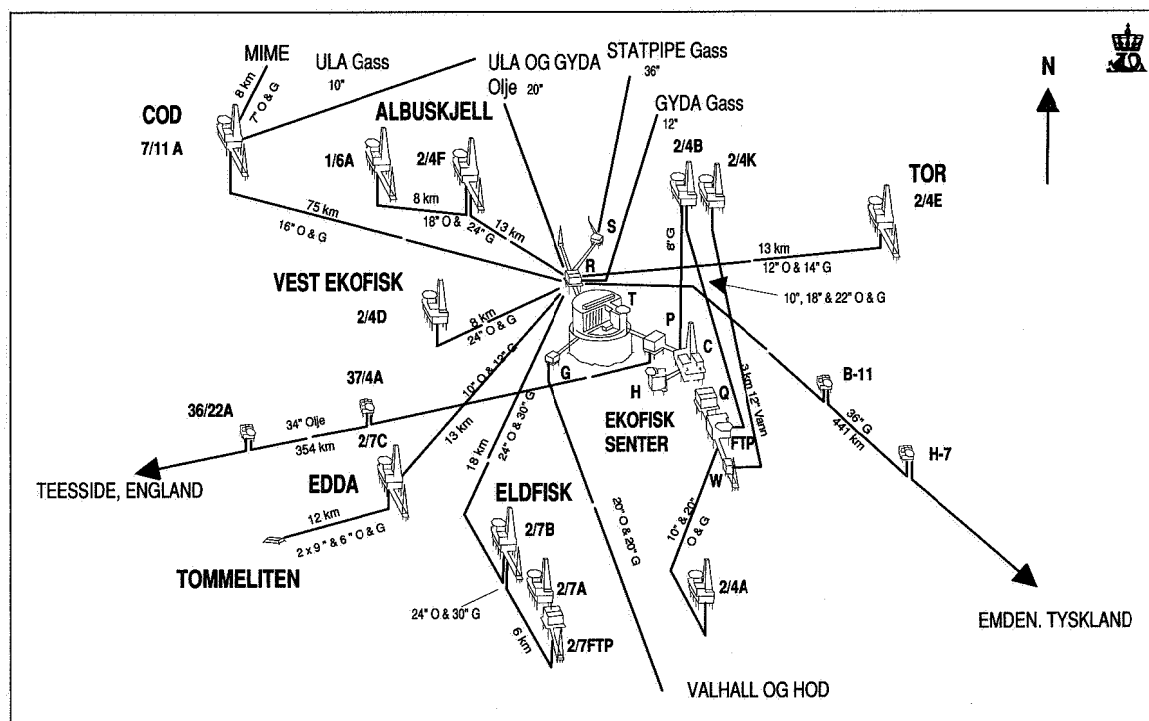 MIME
8 km
7" O & G
ULA Gass
10"
ULA OG GYDA
Olje 20"
STATPIPE Gass
36"
GYDA Gass
12"
N
COD
7/11 A
ALBUSKJELL
1/6A
2/4F
2/4B
2/4K
TOR
2/4E
8 km
18" O & 24" G
13 km
75 km
16" O & G
S
R
8" G
13 km
12" O & 14" G
10", 18" & 22" O & G
VEST EKOFISK
2/4D
8 km
24" O & G
T
P
C
G
H
Q
FTP
W
EKOFISK
SENTER
3 km 12" Vann
B-11
36" G
441 km
H-7
10" O & 12" G
13 km
37/4A
36/22A
34" Olje
354 km
2/7C
TEESSIDE, ENGLAND
EDDA
12 km
2 x 9" & 6" O & G
TOMMELITEN
18 km
24" O & 30" G
ELDFISK
2/7B
2/7A
24" O & 30" G
6 km
2/7FTP
20" O & 20" G
10" & 20"
O & G
2/4A
EMDEN. TYSKLAND
VALHALL OG HOD